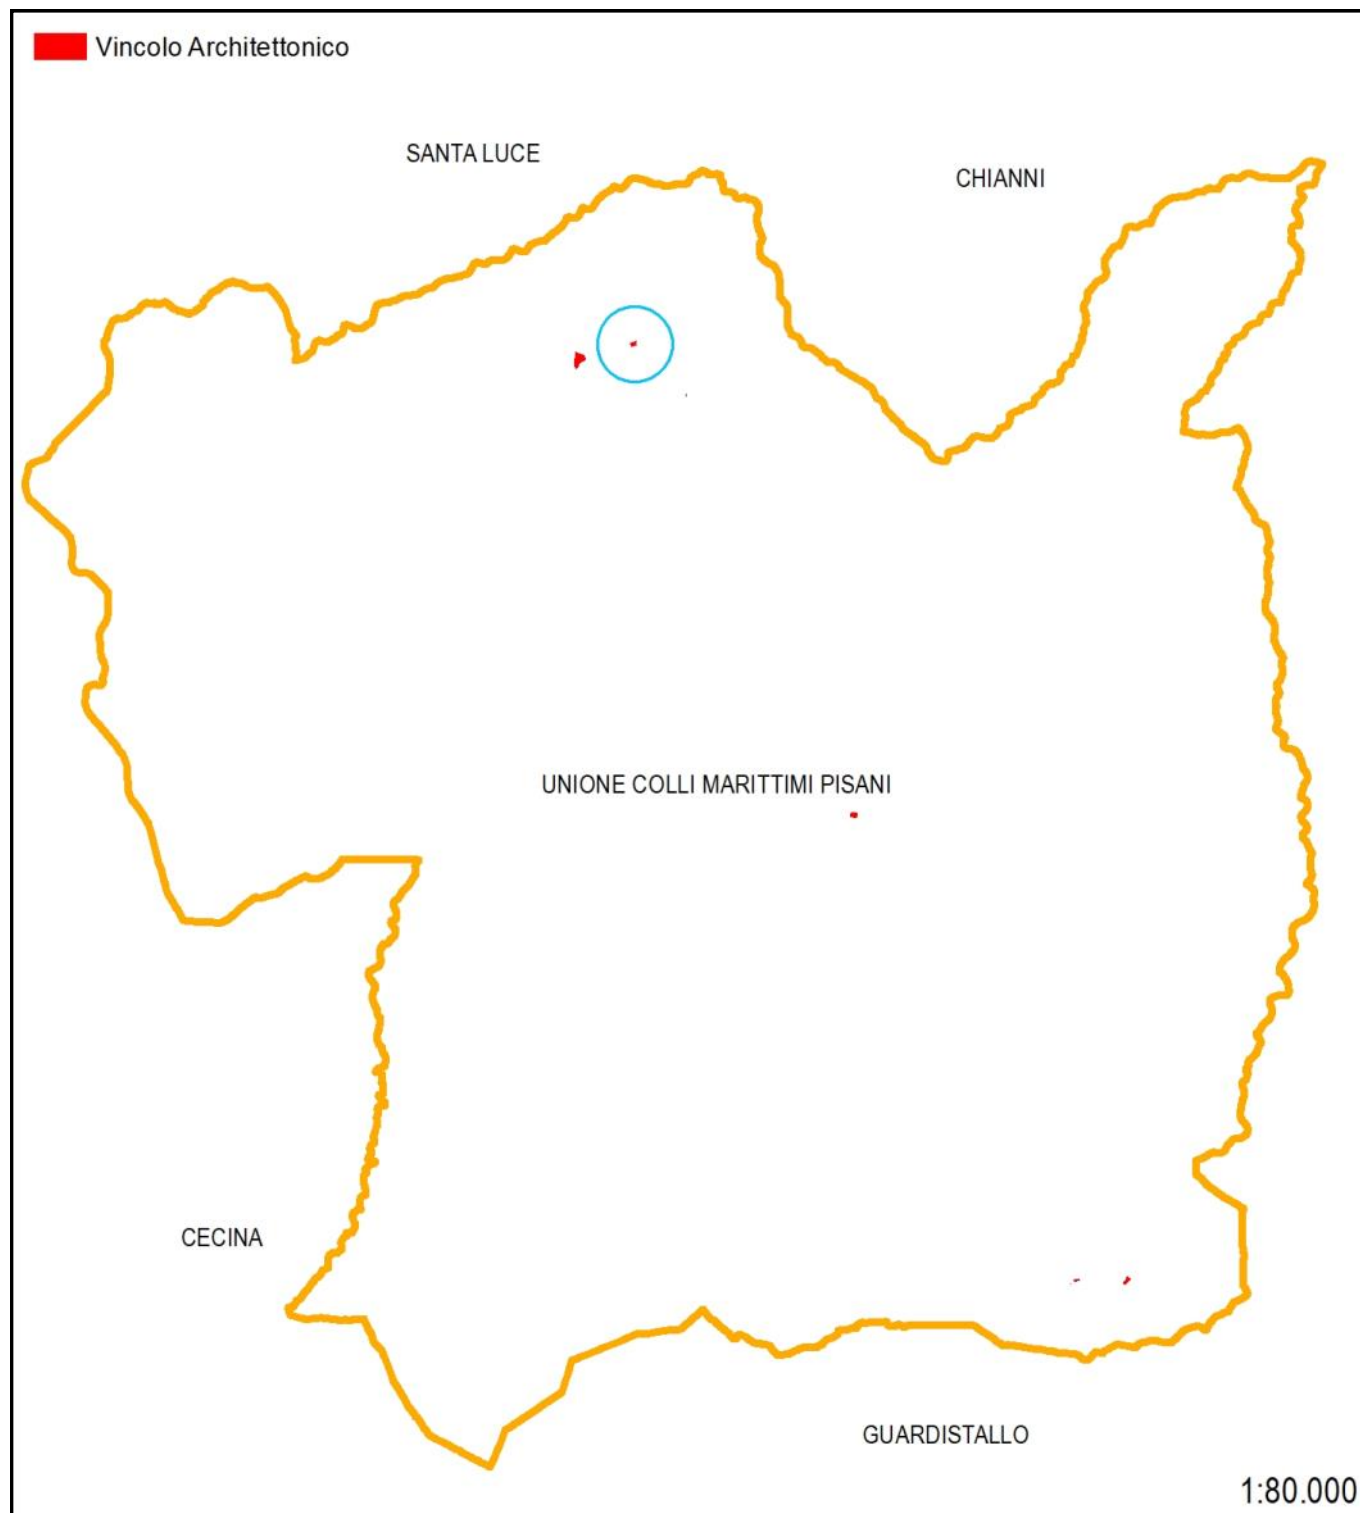 Vincolo Architettonico
SANTA LUCE
CHIANNI
UNIONE COLLI MARITTIMI PISANI
CECINA
GUARDISTALLO
1:80.000